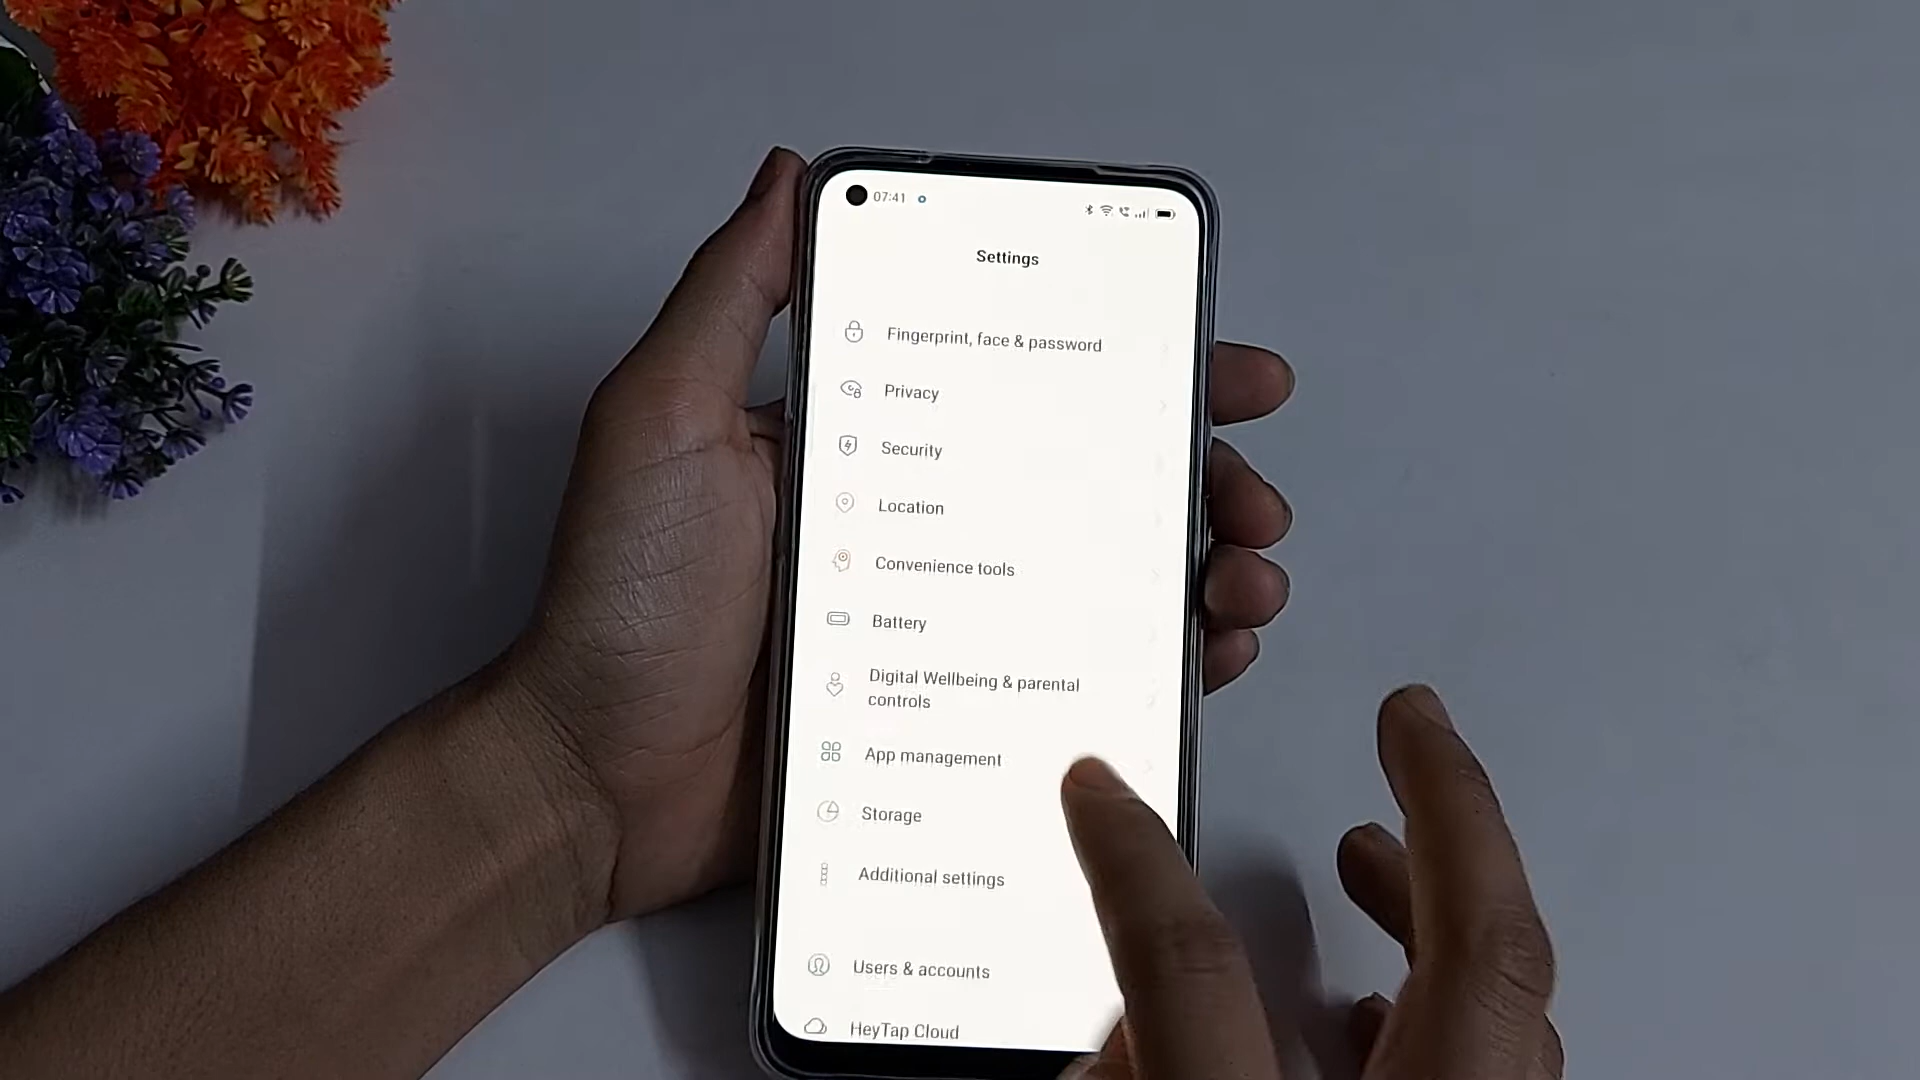 07:41
Settings
Fingerprint, face & password
Privacy
Security
Location
Convenience tools
Battery
Digital Wellbeing & parental
controls
App management
Storage
Additional settings
Users & accounts
HeyTap Cloud